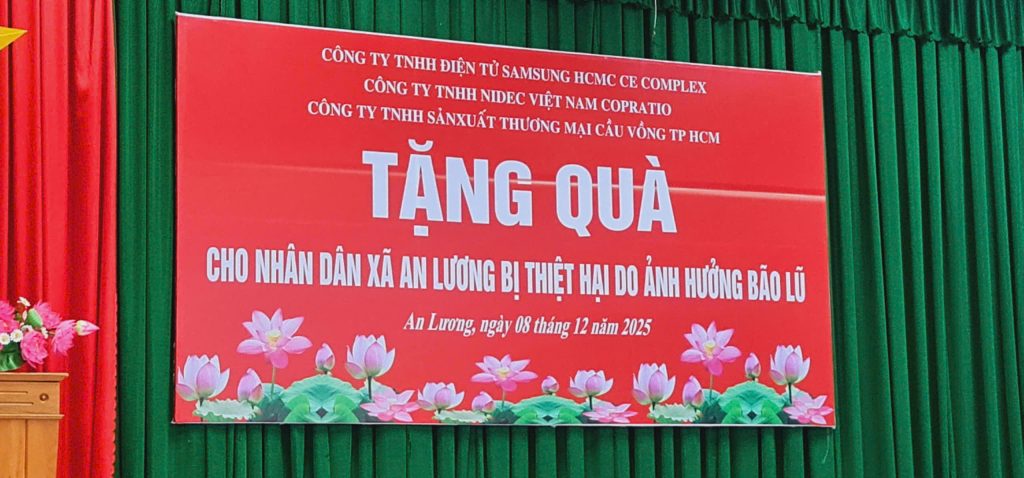 CÔNG TY TNHH ĐIỆN TỬ SAMSUNG HCMC CE COMPLEX
CÔNG TY TNHH NIDEC VIỆT NAM COPRATIO
CÔNG TY TNHH SẢNXUẤT THƯƠNG MẠI CẦU VỒNG TP HCM
TẶNG QUÀ
CHO NHÂN DÂN XÃ AN LƯƠNG BỊ THIỆT HẠI DO ẢNH HƯỞNG BÃO LŨ
An Lương, ngày 08 tháng 12 năm 2025